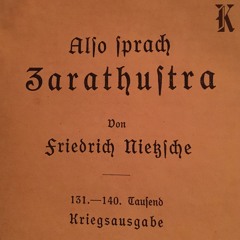 K
Also sprach
Zarathustra
Von
Friedrich Nietzsche
131.—140. Tausend
Kriegsausgabe